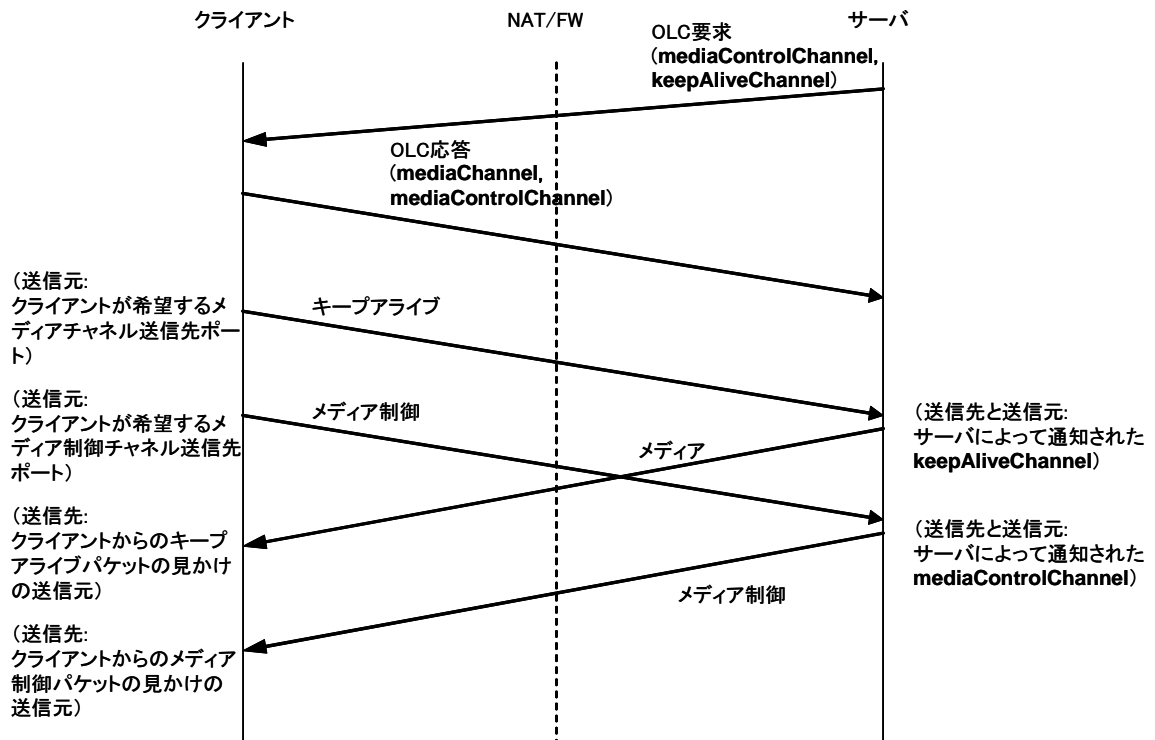 クライアント
NAT/FW
サーバ
OLC要求
(mediaControlChannel,
keepAliveChannel)
OLC応答
(mediaChannel,
mediaControlChannel)
(送信元:
クライアントが希望するメ
ディアチャネル送信先ポー
ト)
キープアライブ
(送信元:
クライアントが希望するメ
ディア制御チャネル送信先
ポート)
メディア制御
メディア
(送信先と送信元:
サーバによって通知された
keepAliveChannel)
(送信先:
クライアントからのキープ
アライブパケットの見かけ
の送信元)
(送信先と送信元:
サーバによって通知された
mediaControlChannel)
メディア制御
(送信先:
クライアントからのメディア
制御パケットの見かけの
送信元)